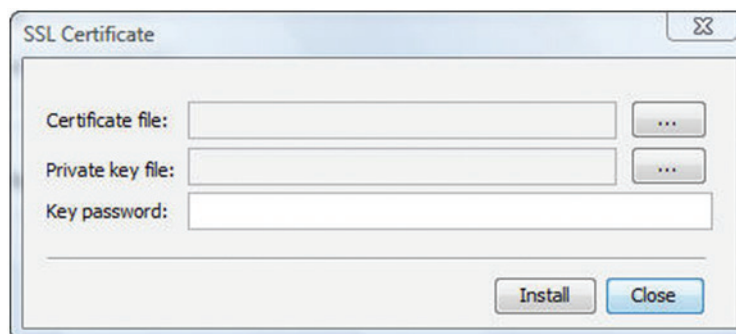 SSL Certificate
Certificate file: ...
Private key file: ...
Key password:
Install Close